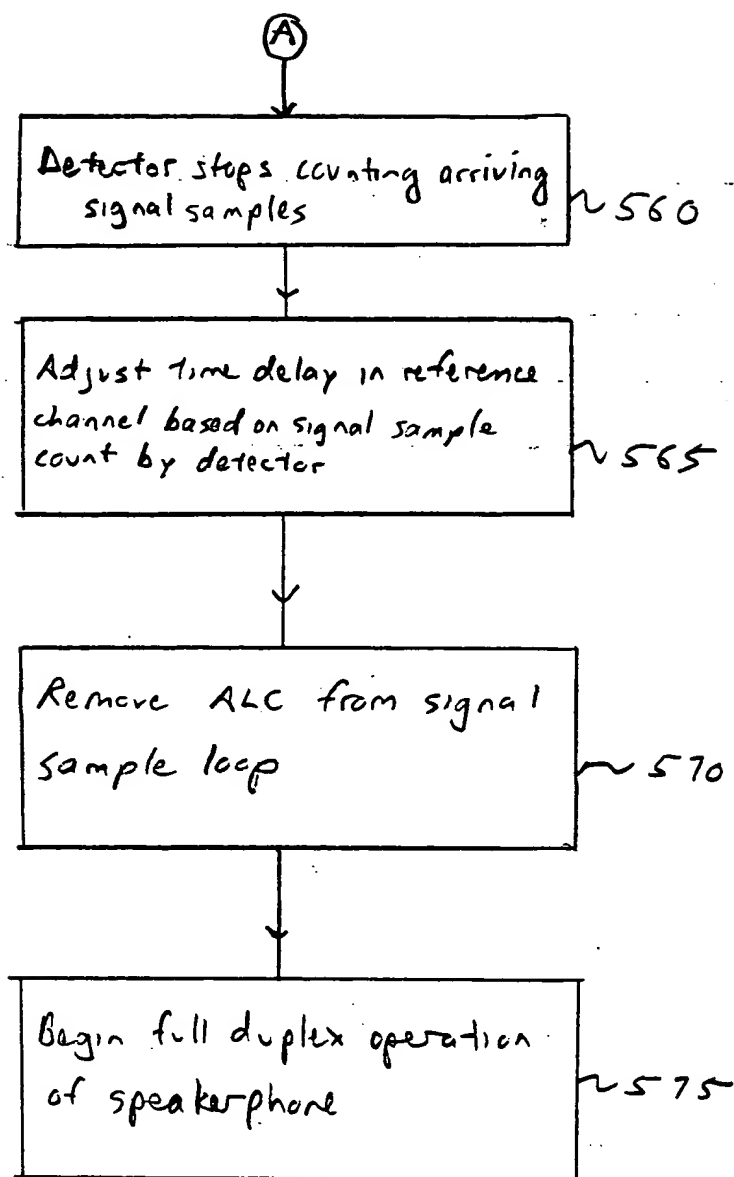 A
Detector stops counting arriving
signal samples
560
Adjust time delay in reference
channel based on signal sample
count by detector
565
Remove ALC from signal
sample loop
570
Begin full duplex operation
of speakerphone
575